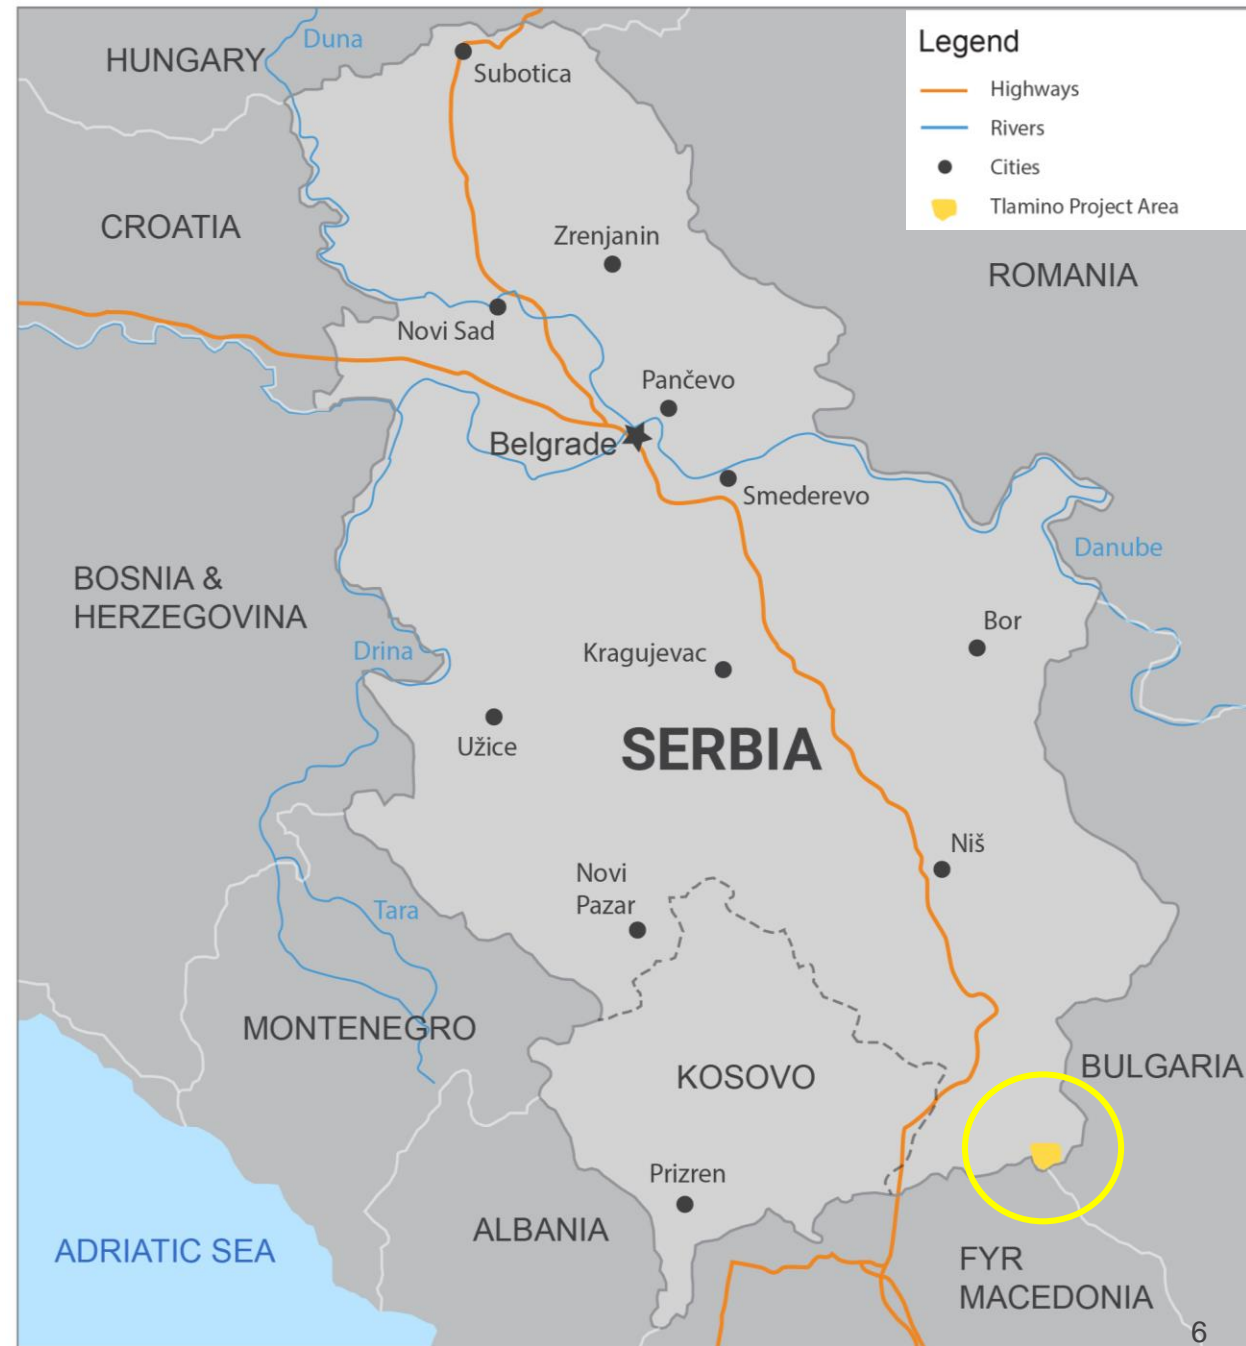 Legend
Highways
Rivers
Cities
Tlamino Project Area
HUNGARY
Duna
Subotica
CROATIA
Zrenjanin
ROMANIA
Novi Sad
Pančevo
Belgrade
Smederevo
Danube
BOSNIA &
HERZEGOVINA
Drina
Bor
Kragujevac
Užice
SERBIA
Niš
Novi
Pazar
Tara
MONTENEGRO
KOSOVO
BULGARIA
Prizren
ALBANIA
ADRIATIC SEA
FYR
MACEDONIA
6